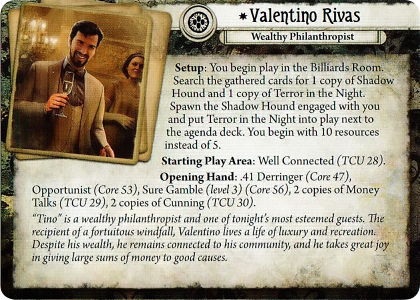 ✷Valentino Rivas
Wealthy Philanthropist
Setup: You begin play in the Billiards Room.
Search the gathered cards for 1 copy of Shadow
Hound and 1 copy of Terror in the Night.
Spawn the Shadow Hound engaged with you
and put Terror in the Night into play next to
the agenda deck. You begin with 10 resources
instead of 5.
Starting Play Area: Well Connected (TCU 28).
Opening Hand: .41 Derringer (Core 47),
Opportunist (Core 53), Sure Gamble (level 3) (Core 56), 2 copies of Money
Talks (TCU 29), 2 copies of Cunning (TCU 30).
"Tino" is a wealthy philanthropist and one of tonight's most esteemed guests. The
recipient of a fortuitous windfall, Valentino lives a life of luxury and recreation.
Despite his wealth, he remains connected to his community, and he takes great joy
in giving large sums of money to good causes.